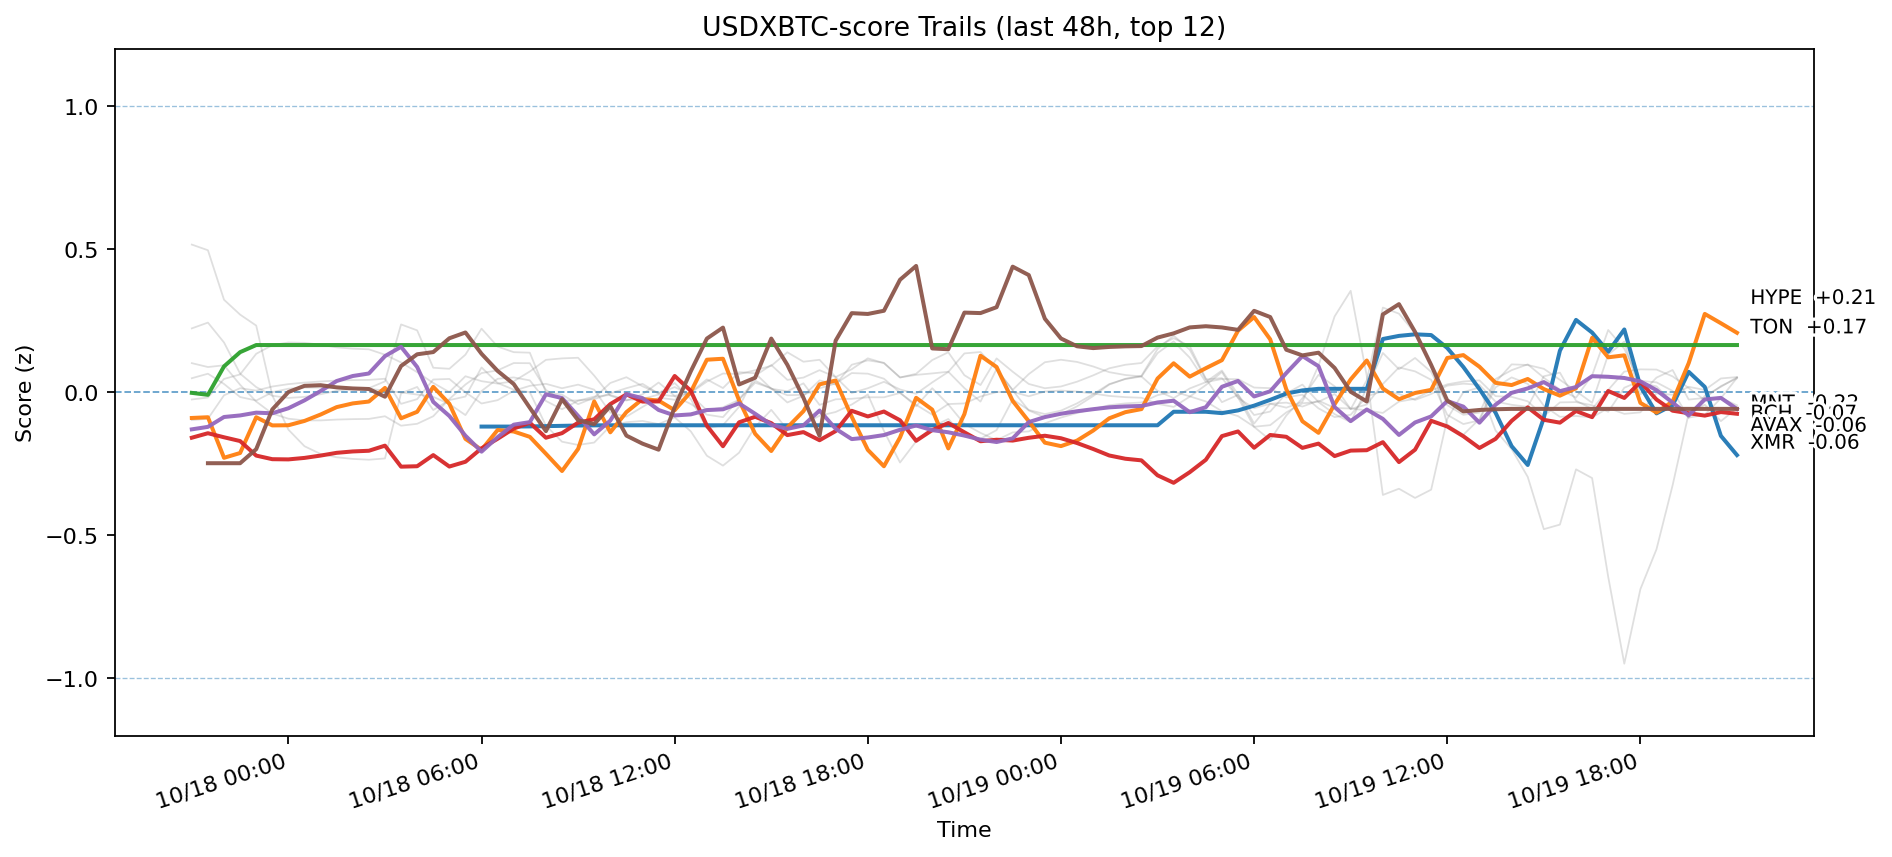 USDXBTC-score Trails (last 48h, top 12)
Score (z)
1.0
0.5
0.0
−0.5
−1.0
HYPE +0.21
TON +0.17
MNT -0.22
BCH -0.07
AVAX -0.06
XMR -0.06
10/18 00:00
10/18 06:00
10/18 12:00
10/18 18:00
10/19 00:00
10/19 06:00
10/19 12:00
10/19 18:00
Time